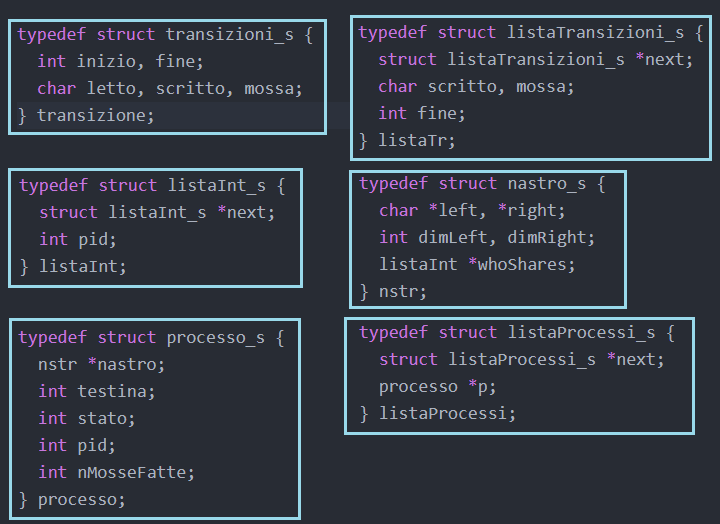 typedef struct transizioni_s {
  int inizio, fine;
  char letto, scritto, mossa;
} transizione;
typedef struct listaTransizioni_s {
  struct listaTransizioni_s *next;
  char scritto, mossa;
  int fine;
} listaTr;
typedef struct listaInt_s {
  struct listaInt_s *next;
  int pid;
} listaInt;
typedef struct nastro_s {
  char *left, *right;
  int dimLeft, dimRight;
  listaInt *whoShares;
} nstr;
typedef struct processo_s {
  nstr *nastro;
  int testina;
  int stato;
  int pid;
  int nMosseFatte;
} processo;
typedef struct listaProcessi_s {
  struct listaProcessi_s *next;
  processo *p;
} listaProcessi;